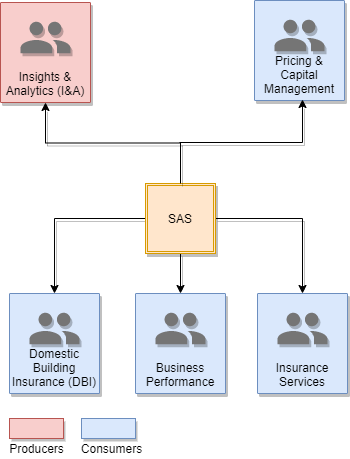 Insights &
Analytics (I&A)
Pricing &
Capital
Management
SAS
Domestic
Building
Insurance (DBI)
Business
Performance
Insurance
Services
Producers
Consumers